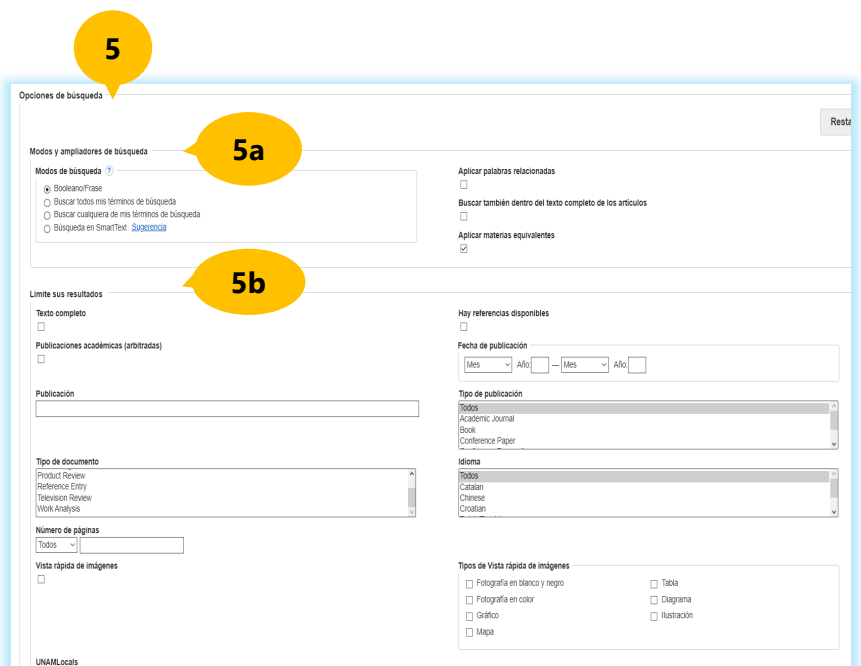 5
Opciones de búsqueda
Resta
5a
Modos y ampliadores de búsqueda
Modos de búsqueda ?
Booleano/Frase
Buscar todos mis términos de búsqueda
Buscar cualquiera de mis términos de búsqueda
Búsqueda en SmartText Sugerencia
Aplicar palabras relacionadas
Buscar también dentro del texto completo de los artículos
Aplicar materias equivalentes
5b
Limite sus resultados
Texto completo
Hay referencias disponibles
Publicaciones académicas (arbitradas)
Fecha de publicación
Mes Año: — Mes Año:
Publicación
Tipo de publicación
Todos
Academic Journal
Book
Conference Paper
Tipo de documento
Product Review
Reference Entry
Television Review
Work Analysis
Idioma
Todos
Catalan
Chinese
Croatian
Número de páginas
Todos
Vista rápida de imágenes
Tipos de Vista rápida de imágenes
Fotografía en blanco y negro
Fotografía en color
Gráfico
Mapa
Tabla
Diagrama
Ilustración
UNAMLocals